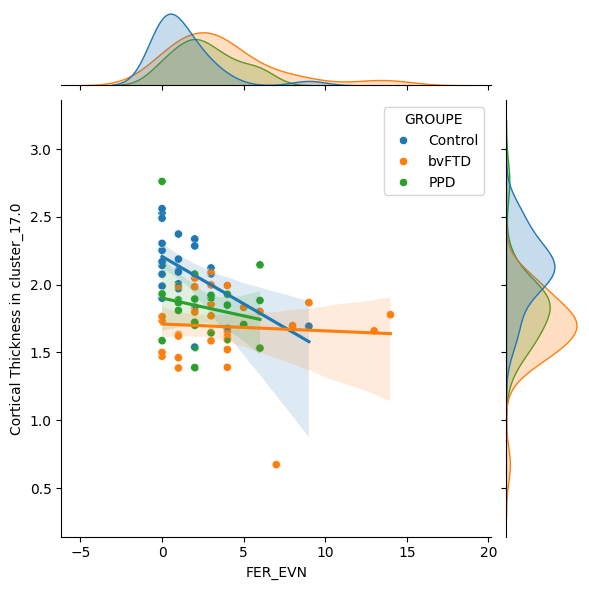 GROUPE
Control
bvFTD
PPD
Cortical Thickness in cluster_17.0
3.0
2.5
2.0
1.5
1.0
0.5
−5
0
5
10
15
20
FER_EVN